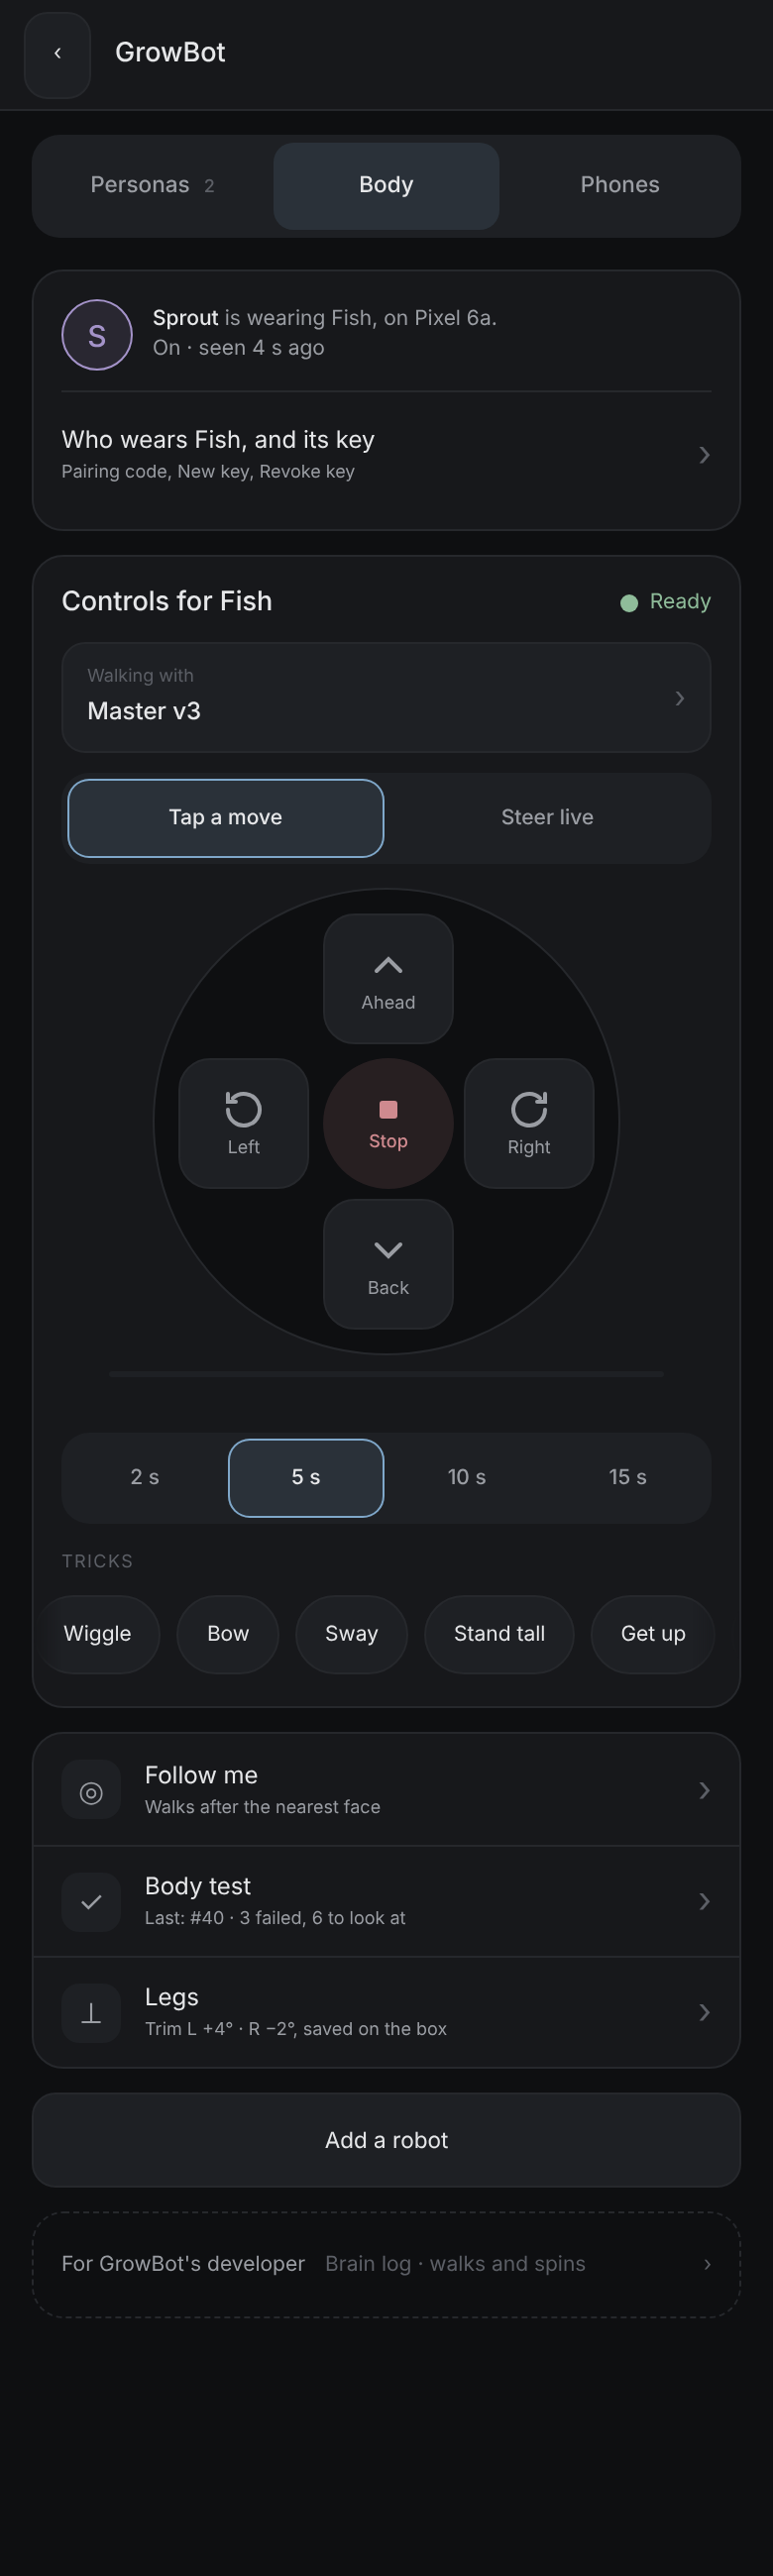 GrowBot
Personas 2
Body
Phones
S
Sprout is wearing Fish, on Pixel 6a.
On · seen 4 s ago
Who wears Fish, and its key
Pairing code, New key, Revoke key
Controls for Fish
Ready
Walking with
Master v3
Tap a move
Steer live
Ahead
Left
Stop
Right
Back
2 s
5 s
10 s
15 s
TRICKS
Wiggle
Bow
Sway
Stand tall
Get up
Follow me
Walks after the nearest face
Body test
Last: #40 · 3 failed, 6 to look at
Legs
Trim L +4° · R −2°, saved on the box
Add a robot
For GrowBot's developer
Brain log · walks and spins